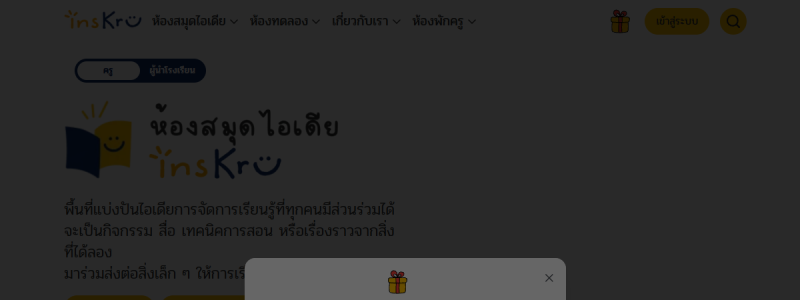 insKru ห้องสมุดไอเดีย ห้องทดลอง เกี่ยวกับเรา ห้องพักครู เข้าสู่ระบบ
ครู ผู้นำโรงเรียน
ห้องสมุดไอเดีย
insKru
พื้นที่แบ่งปันไอเดียการจัดการเรียนรู้ที่ทุกคนมีส่วนร่วมได้
จะเป็นกิจกรรม สื่อ เทคนิคการสอน หรือเรื่องราวจากสิ่ง
ที่ได้ลอง
มาร่วมส่งต่อสิ่งเล็ก ๆ ให้การ